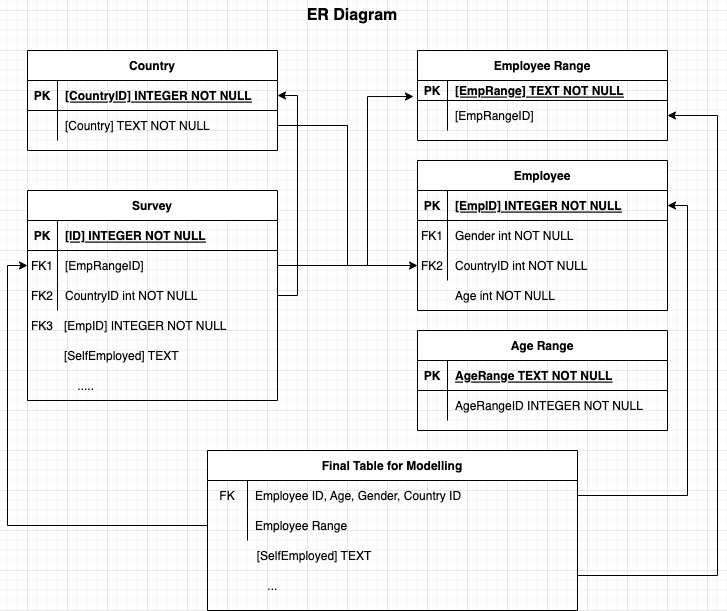 ER Diagram
Country
PK [CountryID] INTEGER NOT NULL
[Country] TEXT NOT NULL
Survey
PK [ID] INTEGER NOT NULL
FK1 [EmpRangeID]
FK2 CountryID int NOT NULL
FK3 [EmpID] INTEGER NOT NULL
[SelfEmployed] TEXT
.....
Employee Range
PK [EmpRange] TEXT NOT NULL
[EmpRangeID]
Employee
PK [EmpID] INTEGER NOT NULL
FK1 Gender int NOT NULL
FK2 CountryID int NOT NULL
Age int NOT NULL
Age Range
PK AgeRange TEXT NOT NULL
AgeRangeID INTEGER NOT NULL
Final Table for Modelling
FK Employee ID, Age, Gender, Country ID
Employee Range
[SelfEmployed] TEXT
...